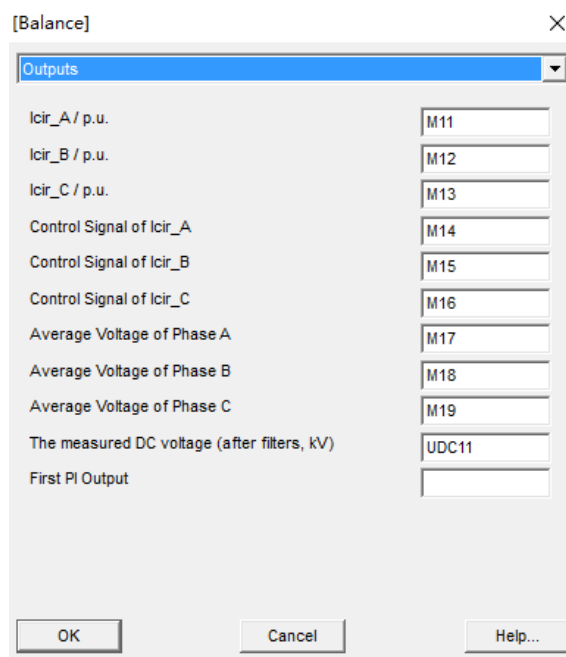 [Balance]
Outputs
Icir_A / p.u. M11
Icir_B / p.u. M12
Icir_C / p.u. M13
Control Signal of Icir_A M14
Control Signal of Icir_B M15
Control Signal of Icir_C M16
Average Voltage of Phase A M17
Average Voltage of Phase B M18
Average Voltage of Phase C M19
The measured DC voltage (after filters, kV) UDC11
First PI Output
OK Cancel Help...